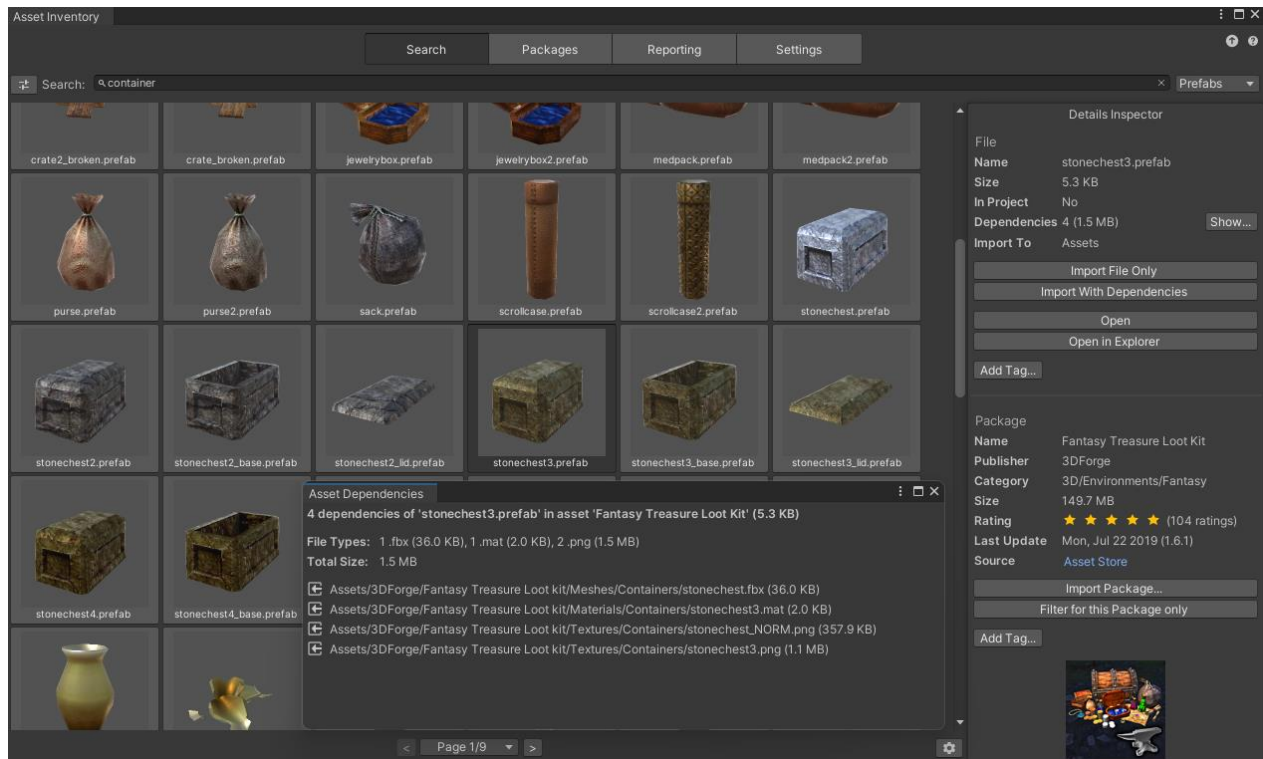 Asset Inventory
Search Packages Reporting Settings
Search: container Prefabs
crate2_broken.prefab crate_broken.prefab jewelrybox.prefab jewelrybox2.prefab medpack.prefab medpack2.prefab
purse.prefab purse2.prefab sack.prefab scrollcase.prefab scrollcase2.prefab stonechest.prefab
stonechest2.prefab stonechest2_base.prefab stonechest2_lid.prefab stonechest3.prefab stonechest3_base.prefab stonechest3_lid.prefab
stonechest4.prefab stonechest4_base.prefab
Asset Dependencies
4 dependencies of 'stonechest3.prefab' in asset 'Fantasy Treasure Loot Kit' (5.3 KB)
File Types: 1 .fbx (36.0 KB), 1 .mat (2.0 KB), 2 .png (1.5 MB)
Total Size: 1.5 MB
Assets/3DForge/Fantasy Treasure Loot kit/Meshes/Containers/stonechest.fbx (36.0 KB)
Assets/3DForge/Fantasy Treasure Loot kit/Materials/Containers/stonechest3.mat (2.0 KB)
Assets/3DForge/Fantasy Treasure Loot kit/Textures/Containers/stonechest_NORM.png (357.9 KB)
Assets/3DForge/Fantasy Treasure Loot kit/Textures/Containers/stonechest3.png (1.1 MB)
< Page 1/9 >
Details Inspector
File
Name stonechest3.prefab
Size 5.3 KB
In Project No
Dependencies 4 (1.5 MB) Show...
Import To Assets
Import File Only
Import With Dependencies
Open
Open in Explorer
Add Tag...
Package
Name Fantasy Treasure Loot Kit
Publisher 3DForge
Category 3D/Environments/Fantasy
Size 149.7 MB
Rating ★ ★ ★ ★ ★ (104 ratings)
Last Update Mon, Jul 22 2019 (1.6.1)
Source Asset Store
Import Package...
Filter for this Package only
Add Tag...